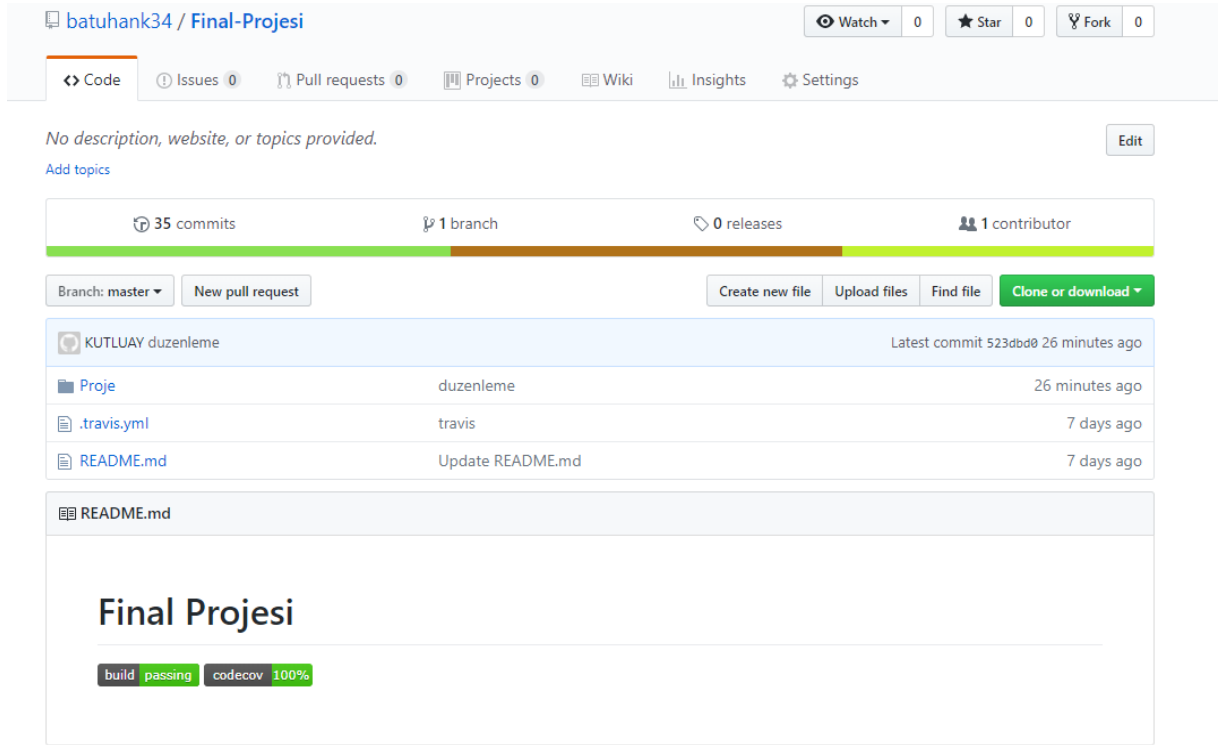 batuhank34 / Final-Projesi
Watch 0 Star 0 Fork 0
Code Issues 0 Pull requests 0 Projects 0 Wiki Insights Settings
No description, website, or topics provided. Edit
Add topics
35 commits 1 branch 0 releases 1 contributor
Branch: master New pull request Create new file Upload files Find file Clone or download
KUTLUAY duzenleme Latest commit 523dbd0 26 minutes ago
Proje duzenleme 26 minutes ago
.travis.yml travis 7 days ago
README.md Update README.md 7 days ago
README.md
Final Projesi
build passing codecov 100%